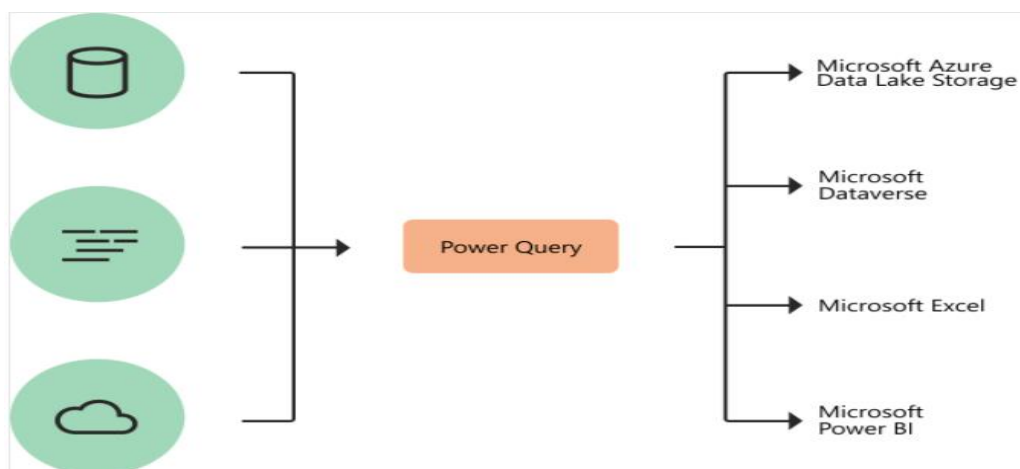 Microsoft Azure
Data Lake Storage
Microsoft
Dataverse
Power Query
Microsoft Excel
Microsoft
Power BI